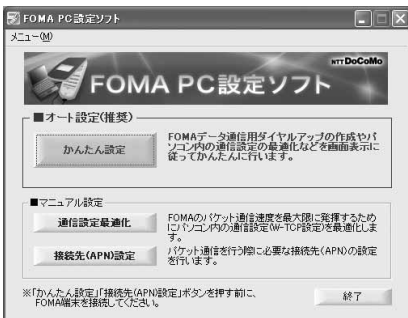 FOMA PC設定ソフト
メニュー(M)
NTT DoCoMo
FOMA PC設定ソフト
■オート設定(推奨)
かんたん設定
FOMAデータ通信用ダイヤルアップの作成やパ
ソコン内の通信設定の最適化などを画面表示に
従ってかんたんに行います。
■マニュアル設定
通信設定最適化
FOMAのパケット通信速度を最大限に発揮するため
にパソコン内の通信設定(W-TCP設定)を最適化しま
す。
接続先(APN)設定
パケット通信を行う際に必要な接続先(APN)の設定
を行います。
※「かんたん設定」「接続先(APN)設定」ボタンを押す前に、
FOMA端末を接続してください。
終了